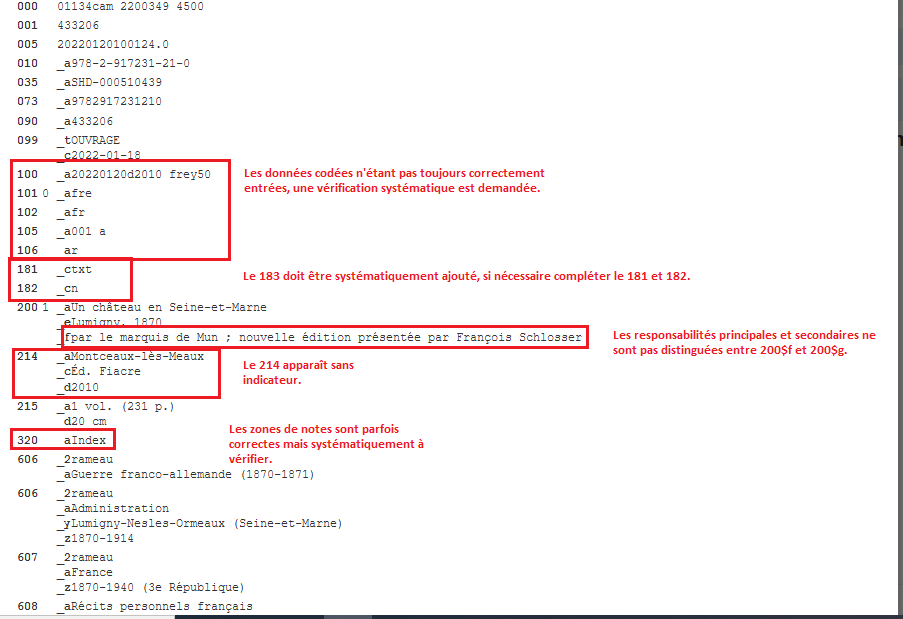 000 01134cam 2200349 4500
001 433206
005 20220120100124.0
010 _a978-2-917231-21-0
035 _aSHD-000510439
073 _a9782917231210
090 _a433206
099 _tOUVRAGE
_c2022-01-18
100 _a20220120d2010 frey50
101 0 _afre
102 _afr
105 _a001 a
106 ar
Les données codées n'étant pas toujours correctement
entrées, une vérification systématique est demandée.
181 _ctxt
182 _cn
Le 183 doit être systématiquement ajouté, si nécessaire compléter le 181 et 182.
200 1 _aUn château en Seine-et-Marne
_eLumigny, 1870
fpar le marquis de Mun ; nouvelle édition présentée par François Schlosser
Les responsabilités principales et secondaires ne
sont pas distinguées entre 200$f et 200$g.
214 _aMontceaux-lès-Meaux
_cÉd. Fiacre
_d2010
Le 214 apparaît sans
indicateur.
215 _a1 vol. (231 p.)
d20 cm
320 aIndex
Les zones de notes sont parfois
correctes mais systématiquement à
vérifier.
606 _2rameau
_aGuerre franco-allemande (1870-1871)
606 _2rameau
_aAdministration
_yLumigny-Nesles-Ormeaux (Seine-et-Marne)
_z1870-1914
607 _2rameau
_aFrance
_z1870-1940 (3e République)
608 _aRécits personnels français